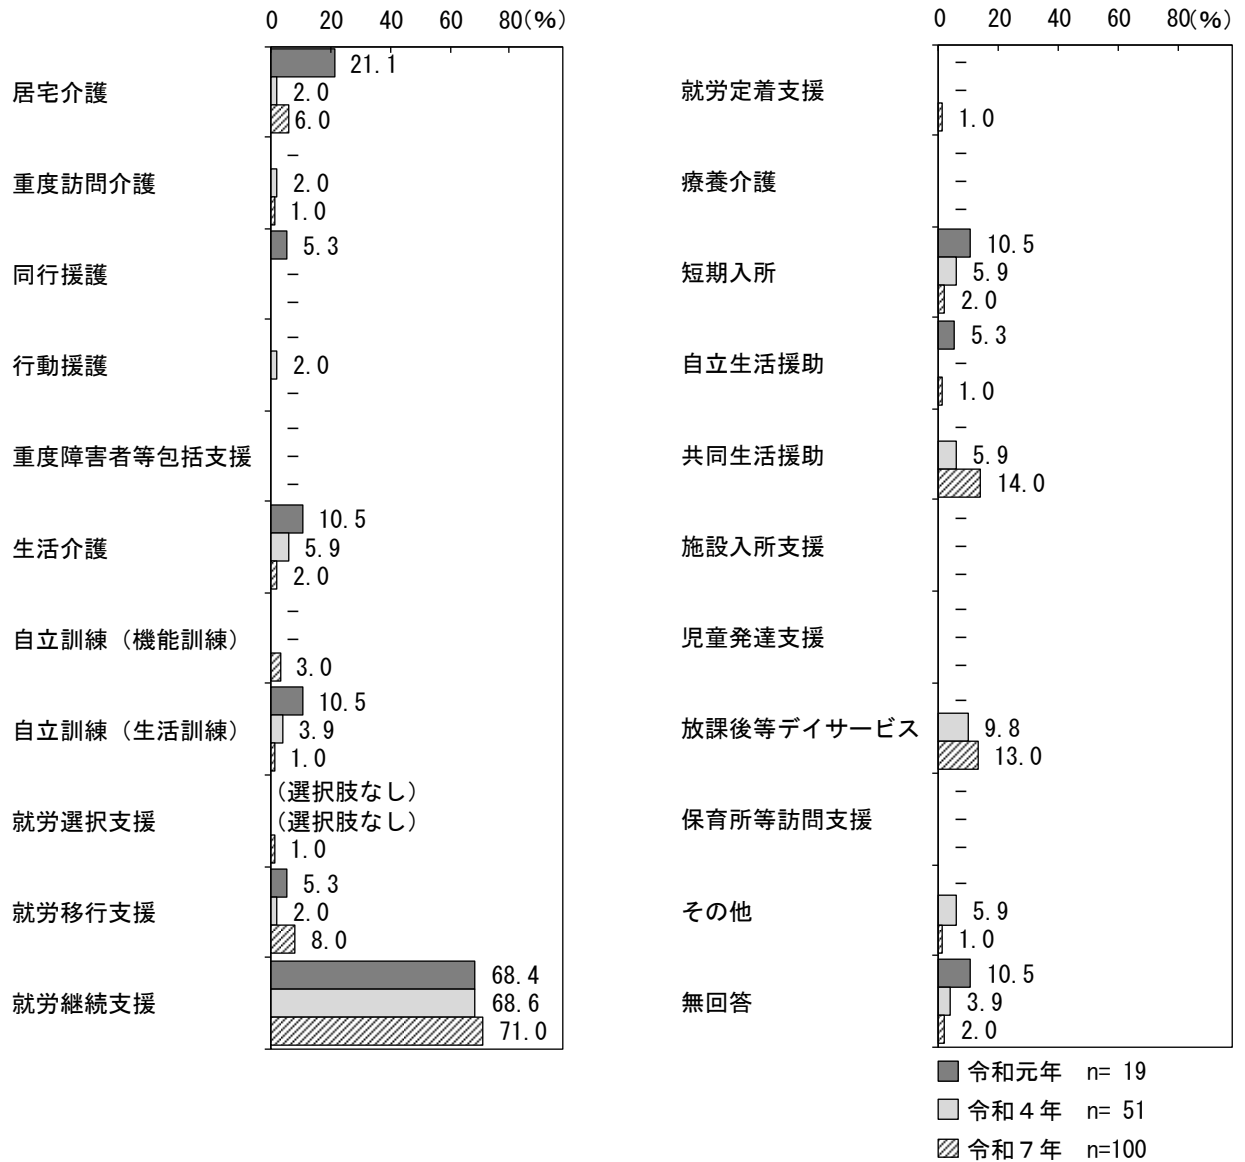 0 20 40 60 80(%)
居宅介護
21.1
2.0
6.0
重度訪問介護
–
2.0
1.0
同行援護
5.3
–
–
行動援護
–
2.0
–
重度障害者等包括支援
–
–
–
生活介護
10.5
5.9
2.0
自立訓練（機能訓練）
–
–
3.0
自立訓練（生活訓練）
10.5
3.9
1.0
就労選択支援
(選択肢なし)
(選択肢なし)
1.0
就労移行支援
5.3
2.0
8.0
就労継続支援
68.4
68.6
71.0
0 20 40 60 80(%)
就労定着支援
–
–
1.0
療養介護
–
–
–
短期入所
10.5
5.9
2.0
自立生活援助
5.3
–
1.0
共同生活援助
–
5.9
14.0
施設入所支援
–
–
–
児童発達支援
–
–
–
放課後等デイサービス
–
9.8
13.0
保育所等訪問支援
–
–
–
その他
–
5.9
1.0
無回答
10.5
3.9
2.0
令和元年 n= 19
令和４年 n= 51
令和７年 n=100